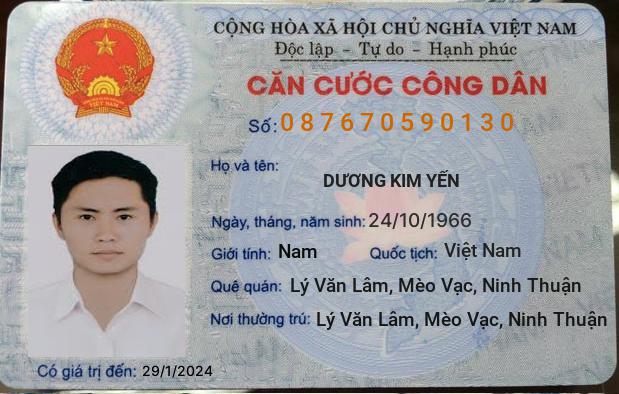 CỘNG HÒA XÃ HỘI CHỦ NGHĨA VIỆT NAM
Độc lập - Tự do - Hạnh phúc
CĂN CƯỚC CÔNG DÂN
Số: 087670590130
Họ và tên:
DƯƠNG KIM YẾN
Ngày, tháng, năm sinh: 24/10/1966
Giới tính: Nam Quốc tịch: Việt Nam
Quê quán: Lý Văn Lâm, Mèo Vạc, Ninh Thuận
Nơi thường trú: Lý Văn Lâm, Mèo Vạc, Ninh Thuận
Có giá trị đến: 29/1/2024
VIỆT NAM